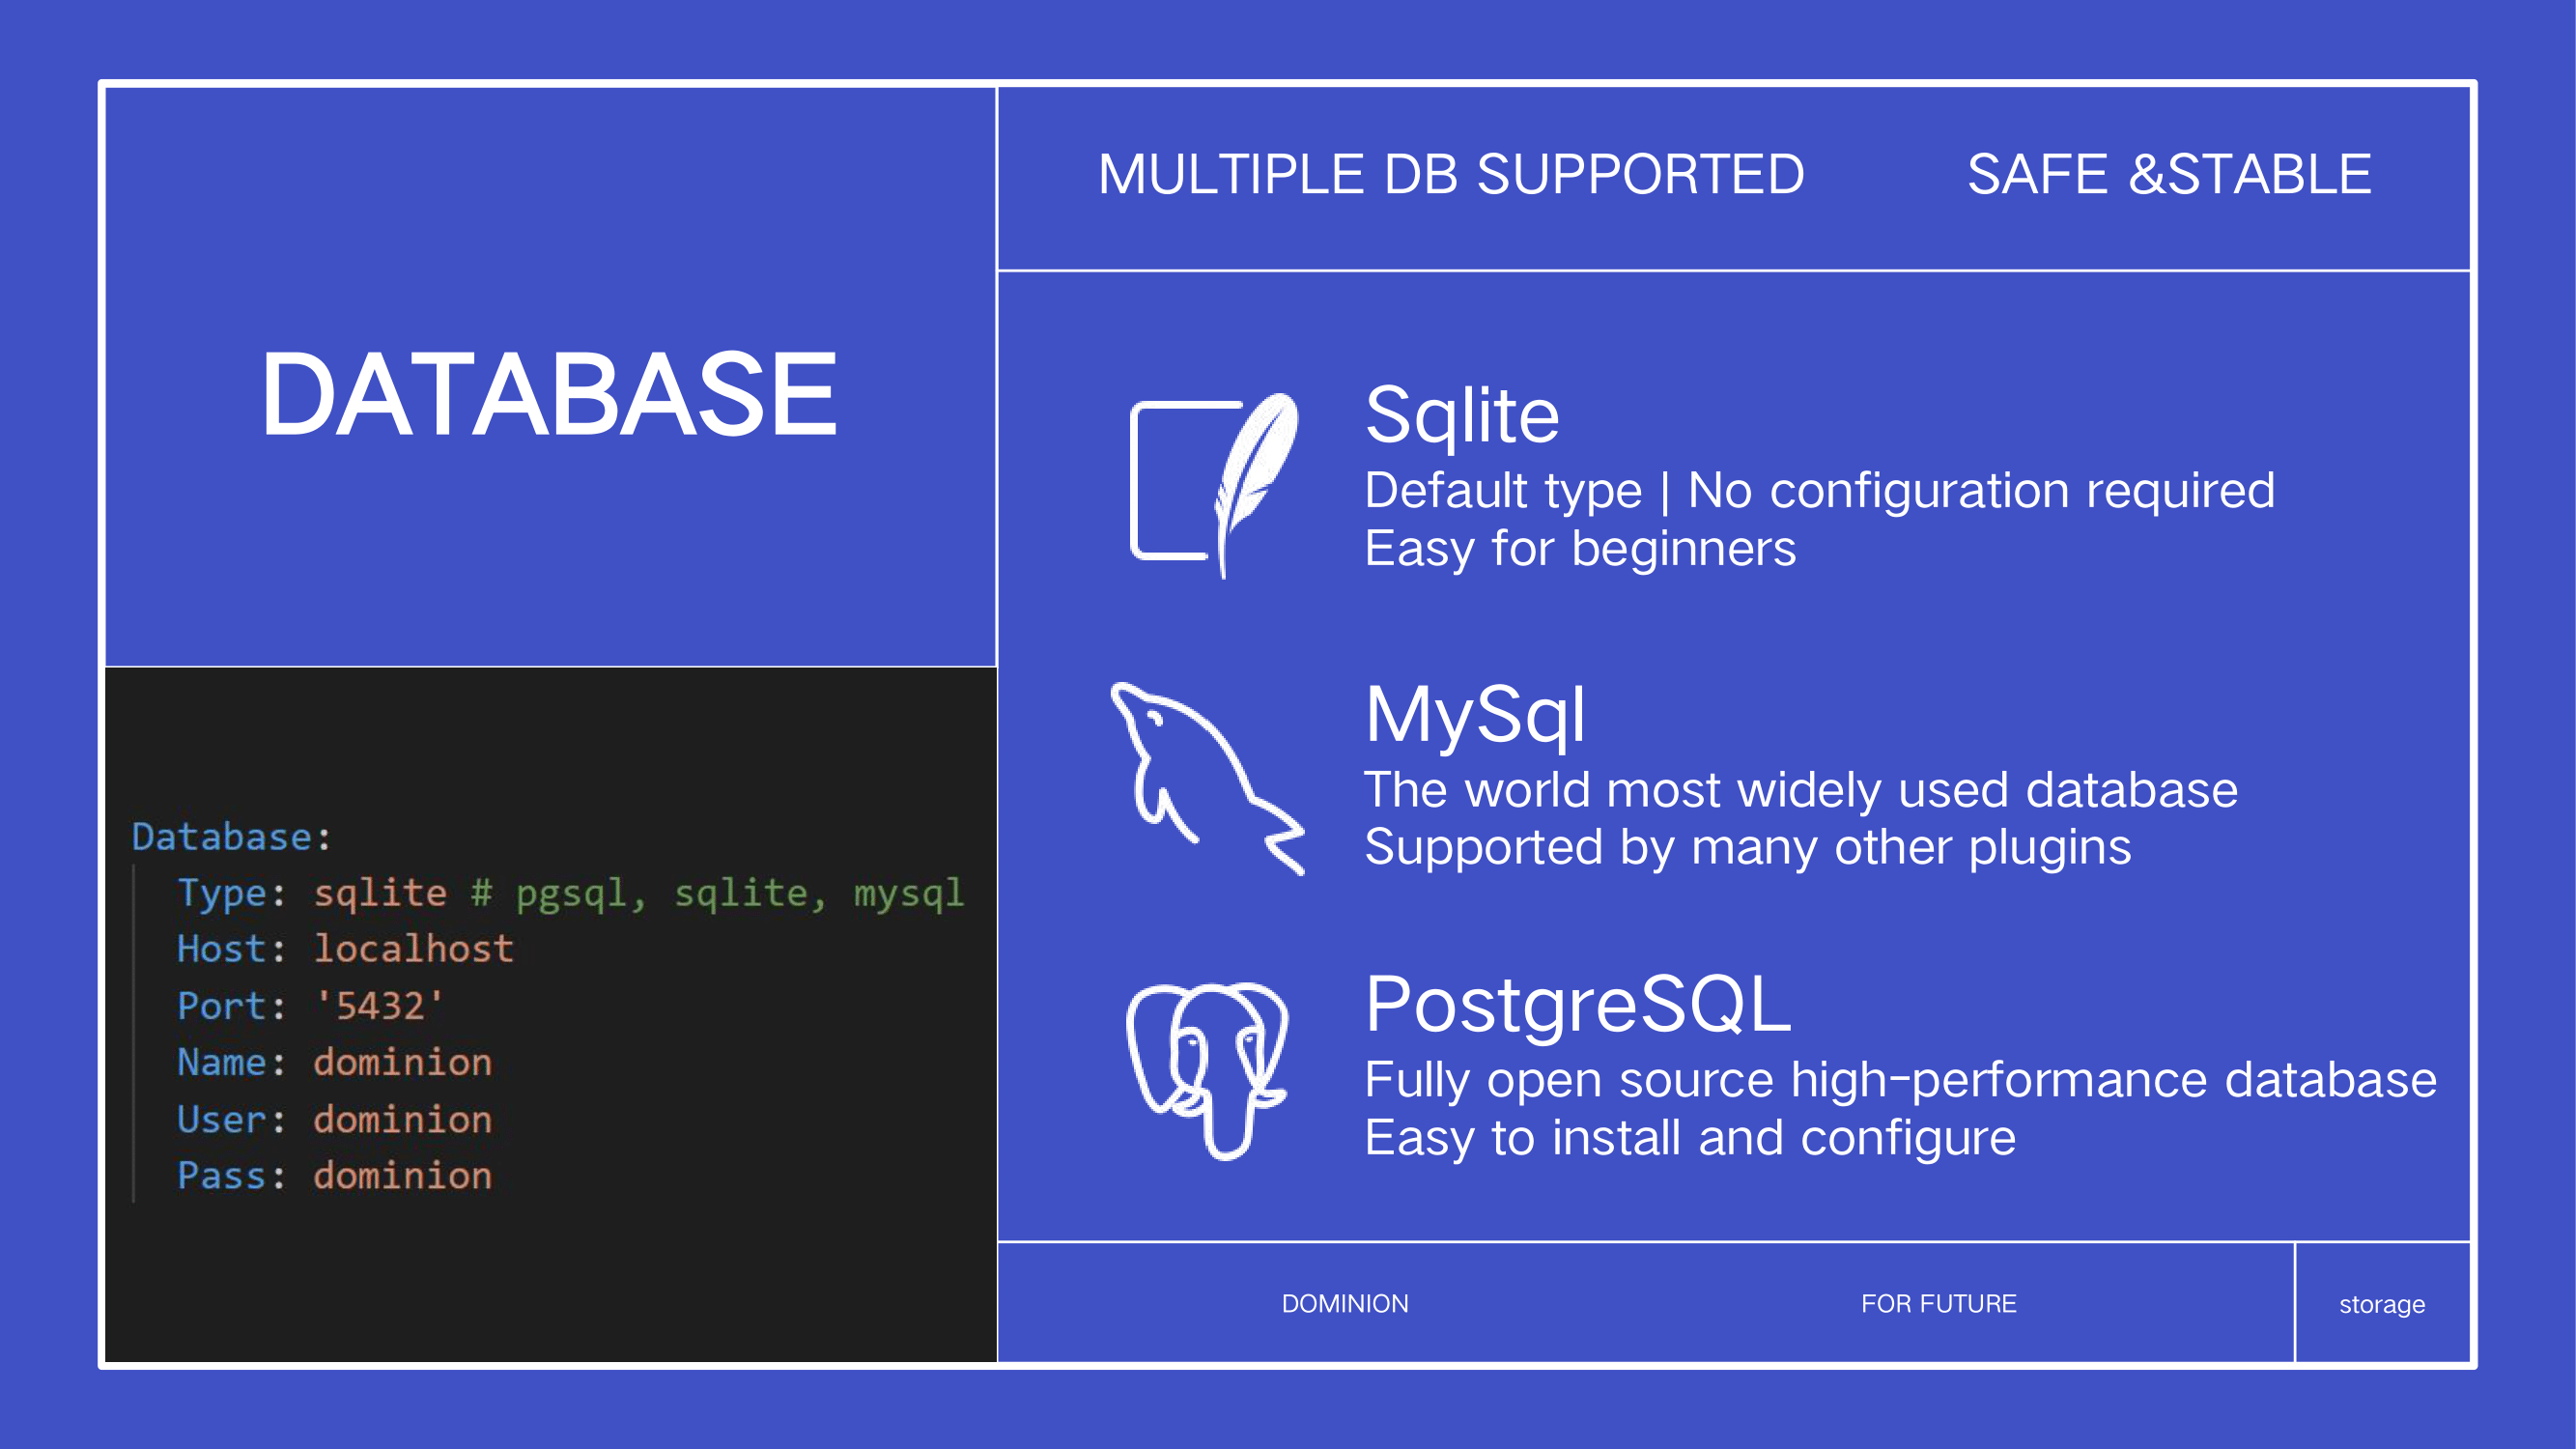 DATABASE
Database:
Type: sqlite # pgsql, sqlite, mysql
Host: localhost
Port: '5432'
Name: dominion
User: dominion
Pass: dominion
MULTIPLE DB SUPPORTED
SAFE &STABLE
Sqlite
Default type | No configuration required
Easy for beginners
MySql
The world most widely used database
Supported by many other plugins
PostgreSQL
Fully open source high-performance database
Easy to install and configure
DOMINION
FOR FUTURE
storage